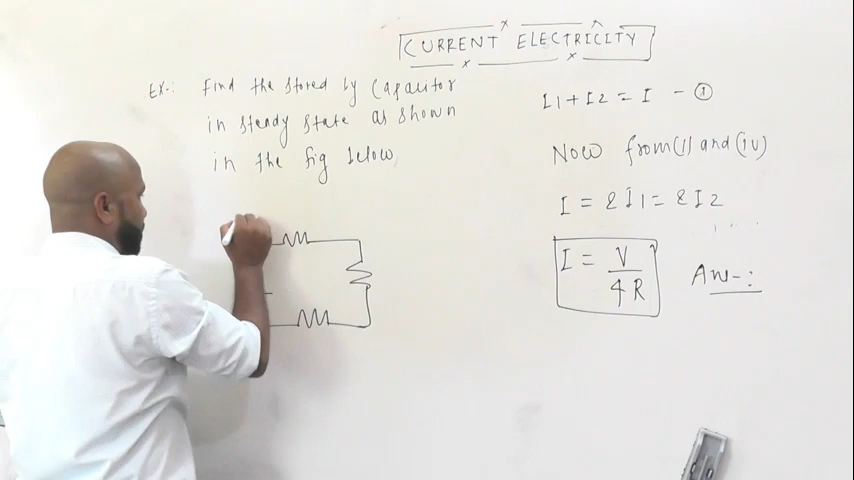 CURRENT ELECTRICITY
Ex-: Find the stored by Capacitor
in steady state as shown
in the fig below
I1 + I2 = I - ①
Now from (I) and (iv)
I = 2I1 = 2I2
I = V / 4R
Ans-: